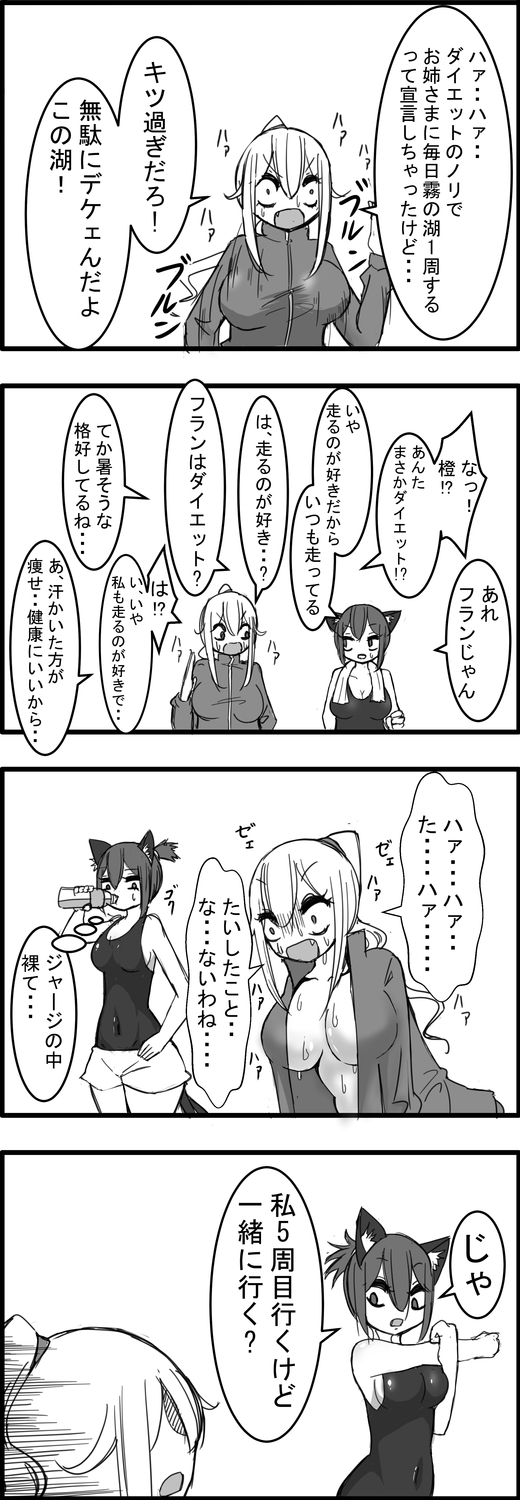 ハァ・・ハァ・・
ダイエットのノリで
お姉さまに毎日霧の湖1周する
って宣言しちゃったけど・・・
キツ過ぎだろ！
無駄にデケェんだよ
この湖！
ハァ
ハァ
ハァ
ブルン
ブルン
なっ！
橙!?
あんた
まさかダイエット!?
あれ
フランじゃん
いや
走るのが好きだから
いつも走ってる
は、走るのが好き・・？
フランはダイエット？
は!?
い、いや
私も走るのが好きで・・
てか暑そうな
格好してるね・・・
あ、汗かいた方が
痩せ・・健康にいいから・・
ハァ
ハァ
ハァ・・・ハァ・・
た・・・・ハァ・・・・
たいしたこと・・
な・・・ないわね・・・・
ゼェ
ゼェ
ハァ
ハァ
ハァ
ジャージの中
裸て・・・
じゃ
私5周目行くけど
一緒に行く？